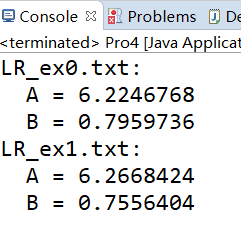 Console Problems De
<terminated> Pro4 [Java Applicat
LR_ex0.txt:
A = 6.2246768
B = 0.7959736
LR_ex1.txt:
A = 6.2668424
B = 0.7556404